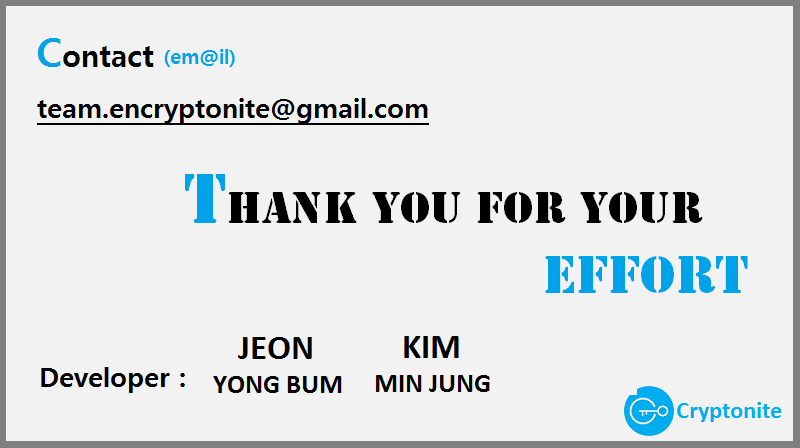 Contact (em@il)
team.encryptonite@gmail.com
THANK YOU FOR YOUR
EFFORT
JEON KIM
Developer : YONG BUM MIN JUNG
Cryptonite